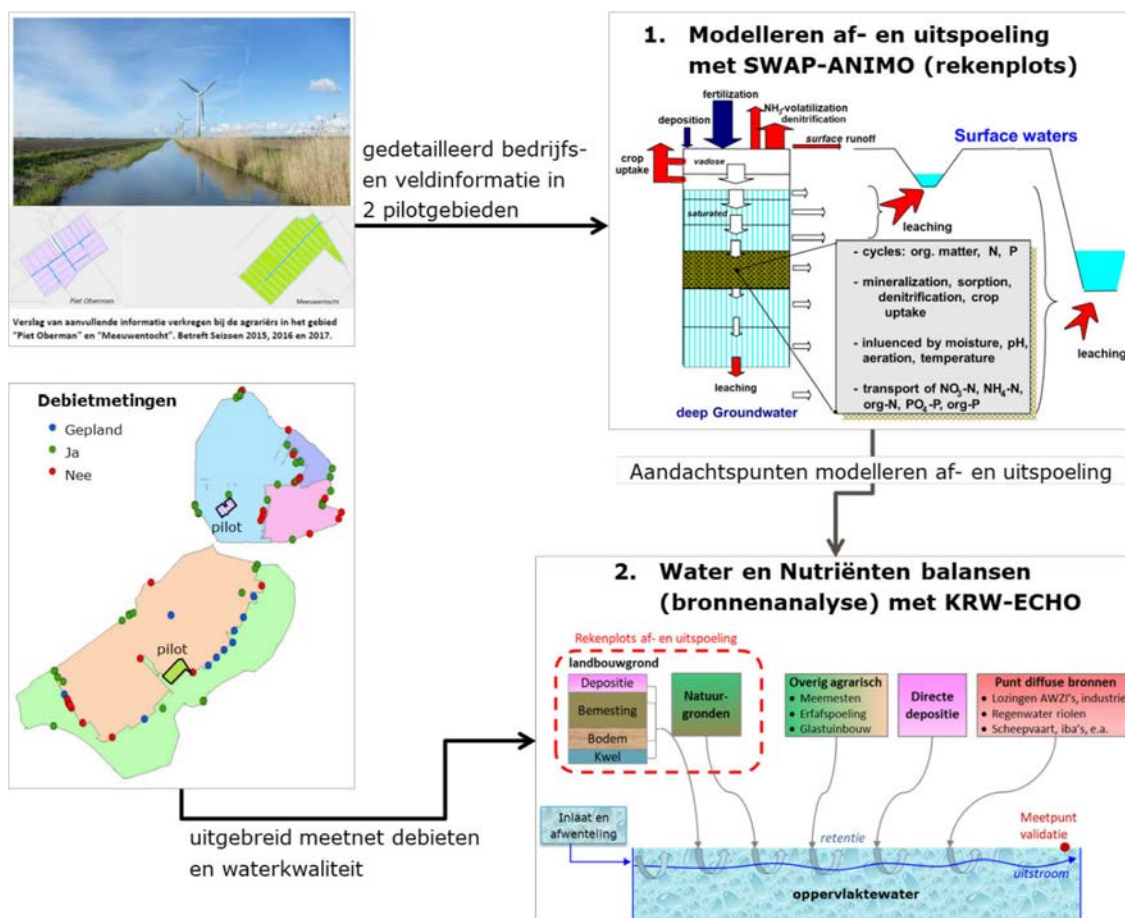 Piet Oberman
Meeuwentocht
Verslag van aanvullende informatie verkregen bij de agrariërs in het gebied
"Piet Oberman" en "Meeuwentocht". Betreft Seizoen 2015, 2016 en 2017.
gedetailleerd bedrijfs-
en veldinformatie in
2 pilotgebieden
1. Modelleren af- en uitspoeling
met SWAP-ANIMO (rekenplots)
fertilization
deposition
NH3-volatilization
denitrification
surface runoff
crop
uptake
vadose
saturated
Surface waters
leaching
leaching
- cycles: org. matter, N, P
- mineralization, sorption,
denitrification, crop
uptake
- inluenced by moisture, pH,
aeration, temperature
- transport of NO3-N, NH4-N,
org-N, PO4-P, org-P
leaching
deep Groundwater
Debietmetingen
Gepland
Ja
Nee
pilot
pilot
Aandachtspunten modelleren af- en uitspoeling
uitgebreid meetnet debieten
en waterkwaliteit
2. Water en Nutriënten balansen
(bronnenanalyse) met KRW-ECHO
Rekenplots af- en uitspoeling
landbouwgrond
Depositie
Bemesting
Bodem
Kwel
Natuur-
gronden
Overig agrarisch
• Meemesten
• Erfafspoeling
• Glastuinbouw
Directe
depositie
Punt diffuse bronnen
• Lozingen AWZI's, industrie
• Regenwater riolen
• Scheepvaart, iba's, e.a.
Inlaat en
afwenteling
retentie
Meetpunt
validatie
uitstroom
oppervlaktewater